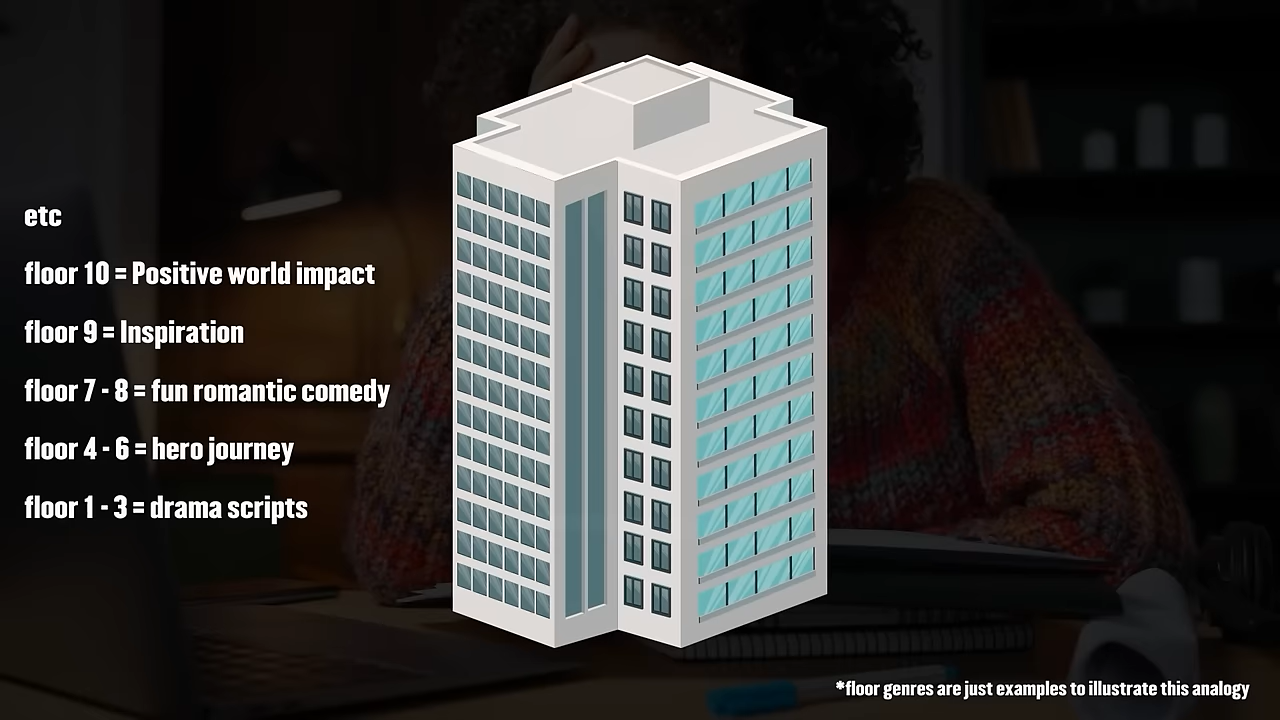 etc
floor 10 = Positive world impact
floor 9 = Inspiration
floor 7 - 8 = fun romantic comedy
floor 4 - 6 = hero journey
floor 1 - 3 = drama scripts
*floor genres are just examples to illustrate this analogy